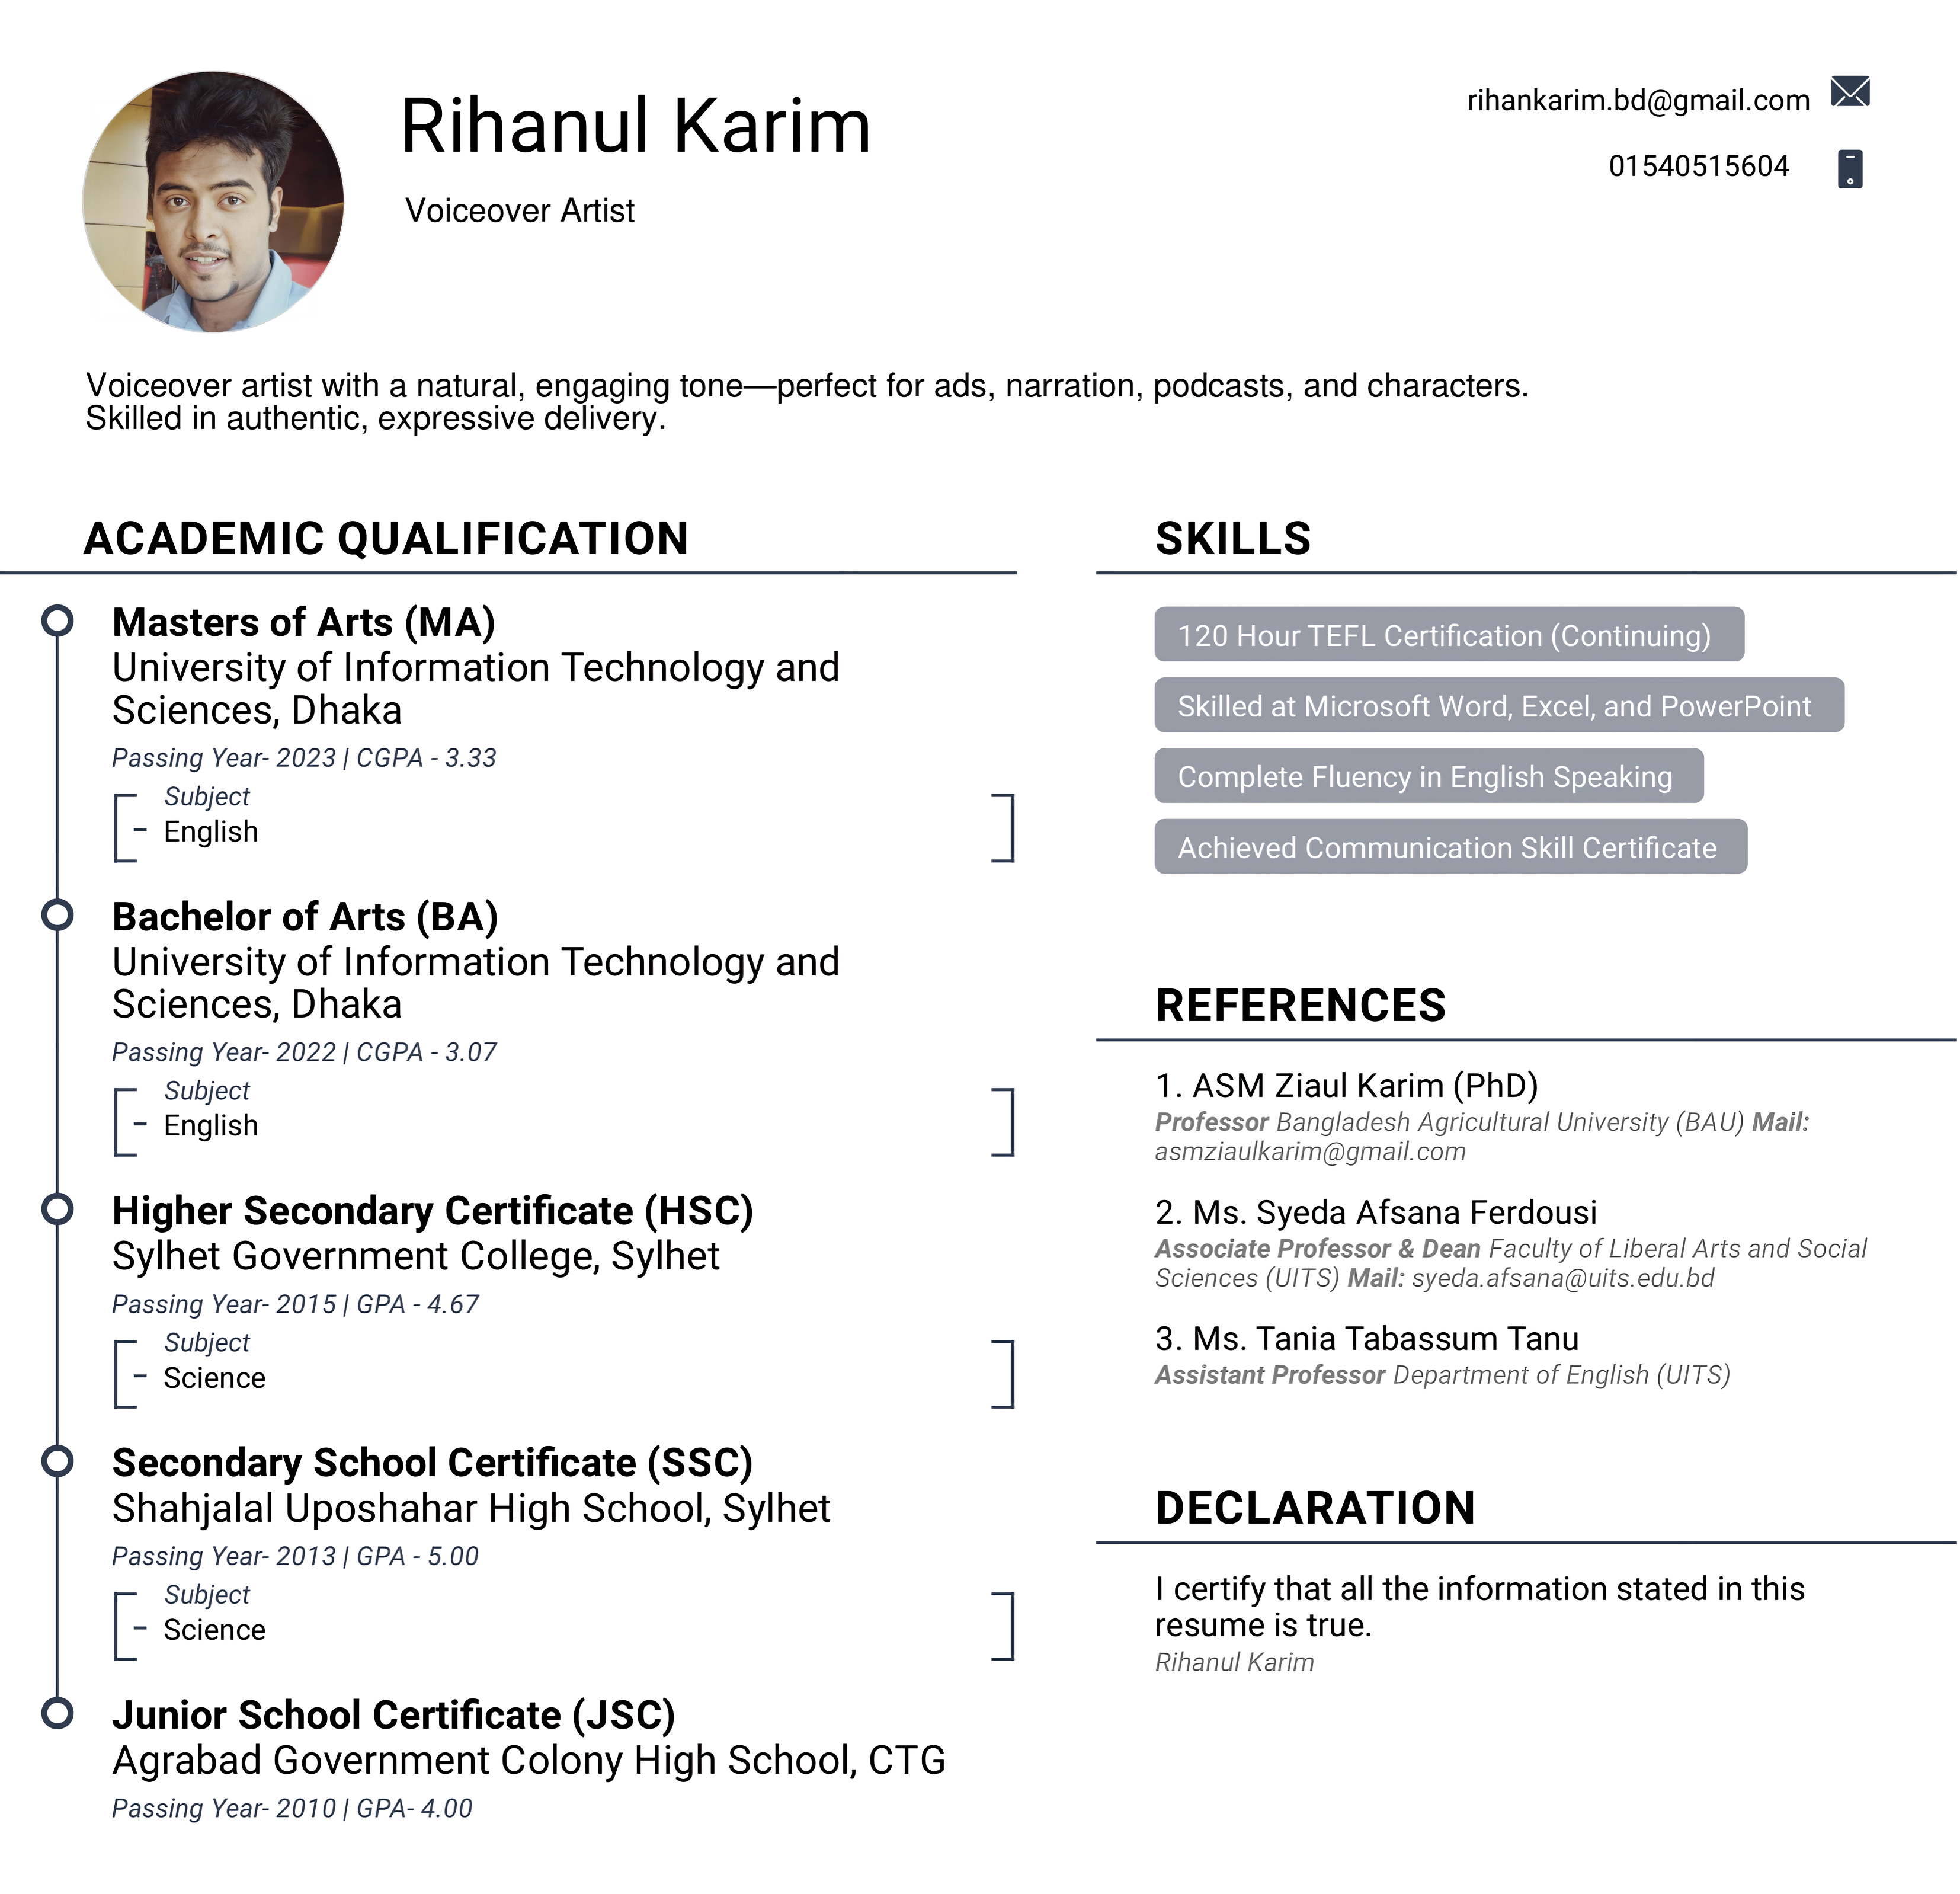 Rihanul Karim
Voiceover Artist
rihankarim.bd@gmail.com
01540515604
Voiceover artist with a natural, engaging tone—perfect for ads, narration, podcasts, and characters.
Skilled in authentic, expressive delivery.
ACADEMIC QUALIFICATION
Masters of Arts (MA)
University of Information Technology and
Sciences, Dhaka
Passing Year- 2023 | CGPA - 3.33
Subject
– English
Bachelor of Arts (BA)
University of Information Technology and
Sciences, Dhaka
Passing Year- 2022 | CGPA - 3.07
Subject
– English
Higher Secondary Certificate (HSC)
Sylhet Government College, Sylhet
Passing Year- 2015 | GPA - 4.67
Subject
– Science
Secondary School Certificate (SSC)
Shahjalal Uposhahar High School, Sylhet
Passing Year- 2013 | GPA - 5.00
Subject
– Science
Junior School Certificate (JSC)
Agrabad Government Colony High School, CTG
Passing Year- 2010 | GPA- 4.00
SKILLS
120 Hour TEFL Certification (Continuing)
Skilled at Microsoft Word, Excel, and PowerPoint
Complete Fluency in English Speaking
Achieved Communication Skill Certificate
REFERENCES
1. ASM Ziaul Karim (PhD)
Professor Bangladesh Agricultural University (BAU) Mail:
asmziaulkarim@gmail.com
2. Ms. Syeda Afsana Ferdousi
Associate Professor & Dean Faculty of Liberal Arts and Social
Sciences (UITS) Mail: syeda.afsana@uits.edu.bd
3. Ms. Tania Tabassum Tanu
Assistant Professor Department of English (UITS)
DECLARATION
I certify that all the information stated in this
resume is true.
Rihanul Karim